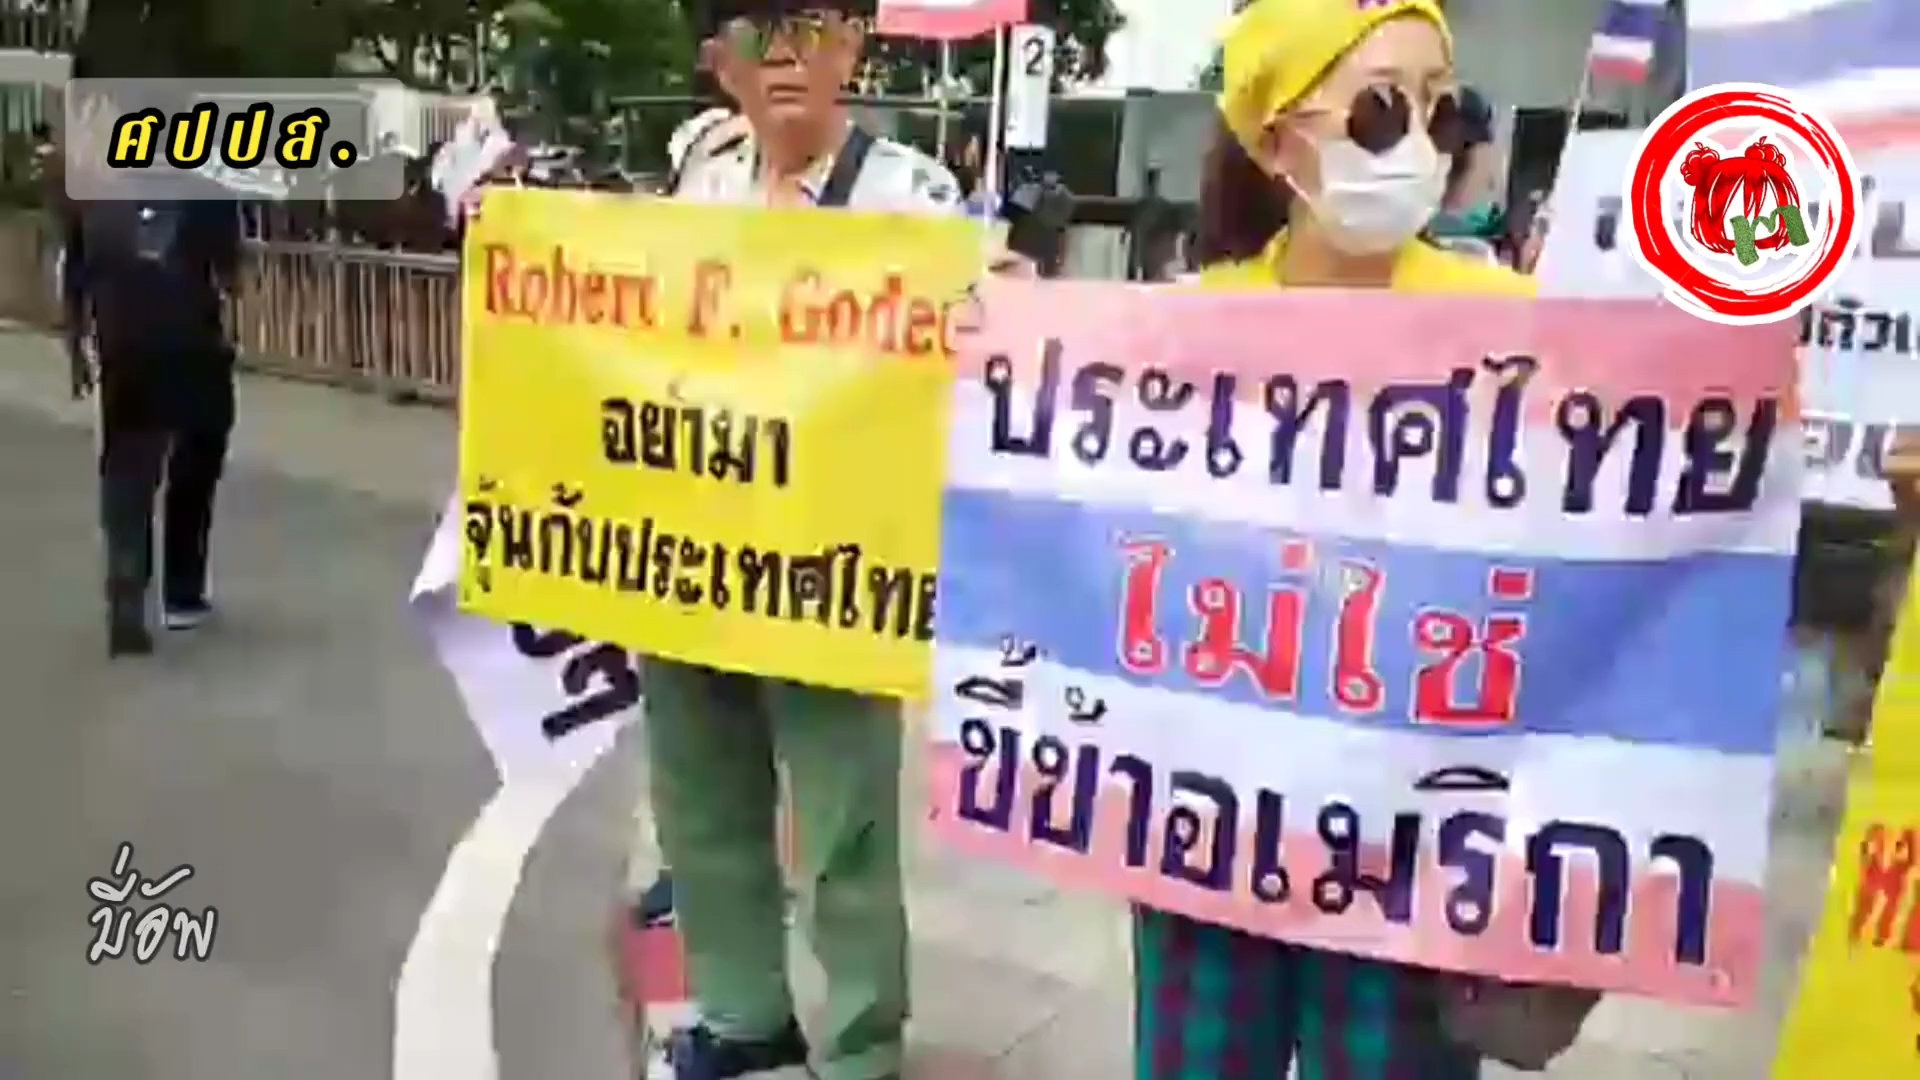 ศปปส.
2
Robert F. Godec
อย่ามา
จุ้นกับประเทศไทย
ประเทศไทย
ไม่ใช่
ขี้ข้าอเมริกา
บี่อัพ